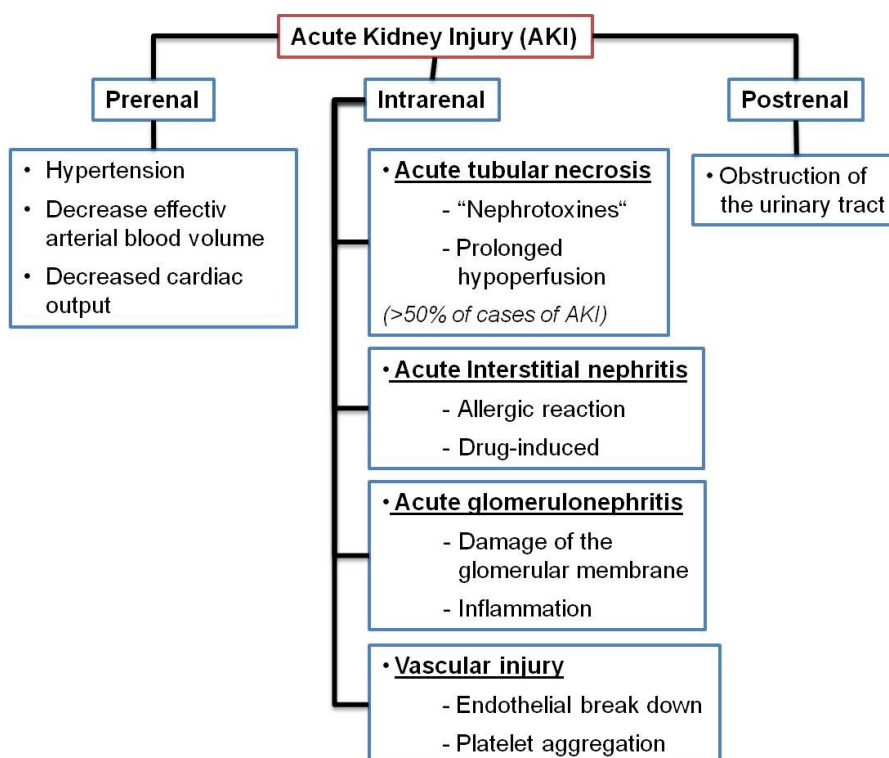 Acute Kidney Injury (AKI)
Prerenal
Intrarenal
Postrenal
• Hypertension
• Decrease effectiv
arterial blood volume
• Decreased cardiac
output
• Acute tubular necrosis
- “Nephrotoxines“
- Prolonged
hypoperfusion
(>50% of cases of AKI)
• Acute Interstitial nephritis
- Allergic reaction
- Drug-induced
• Acute glomerulonephritis
- Damage of the
glomerular membrane
- Inflammation
• Vascular injury
- Endothelial break down
- Platelet aggregation
• Obstruction of
the urinary tract